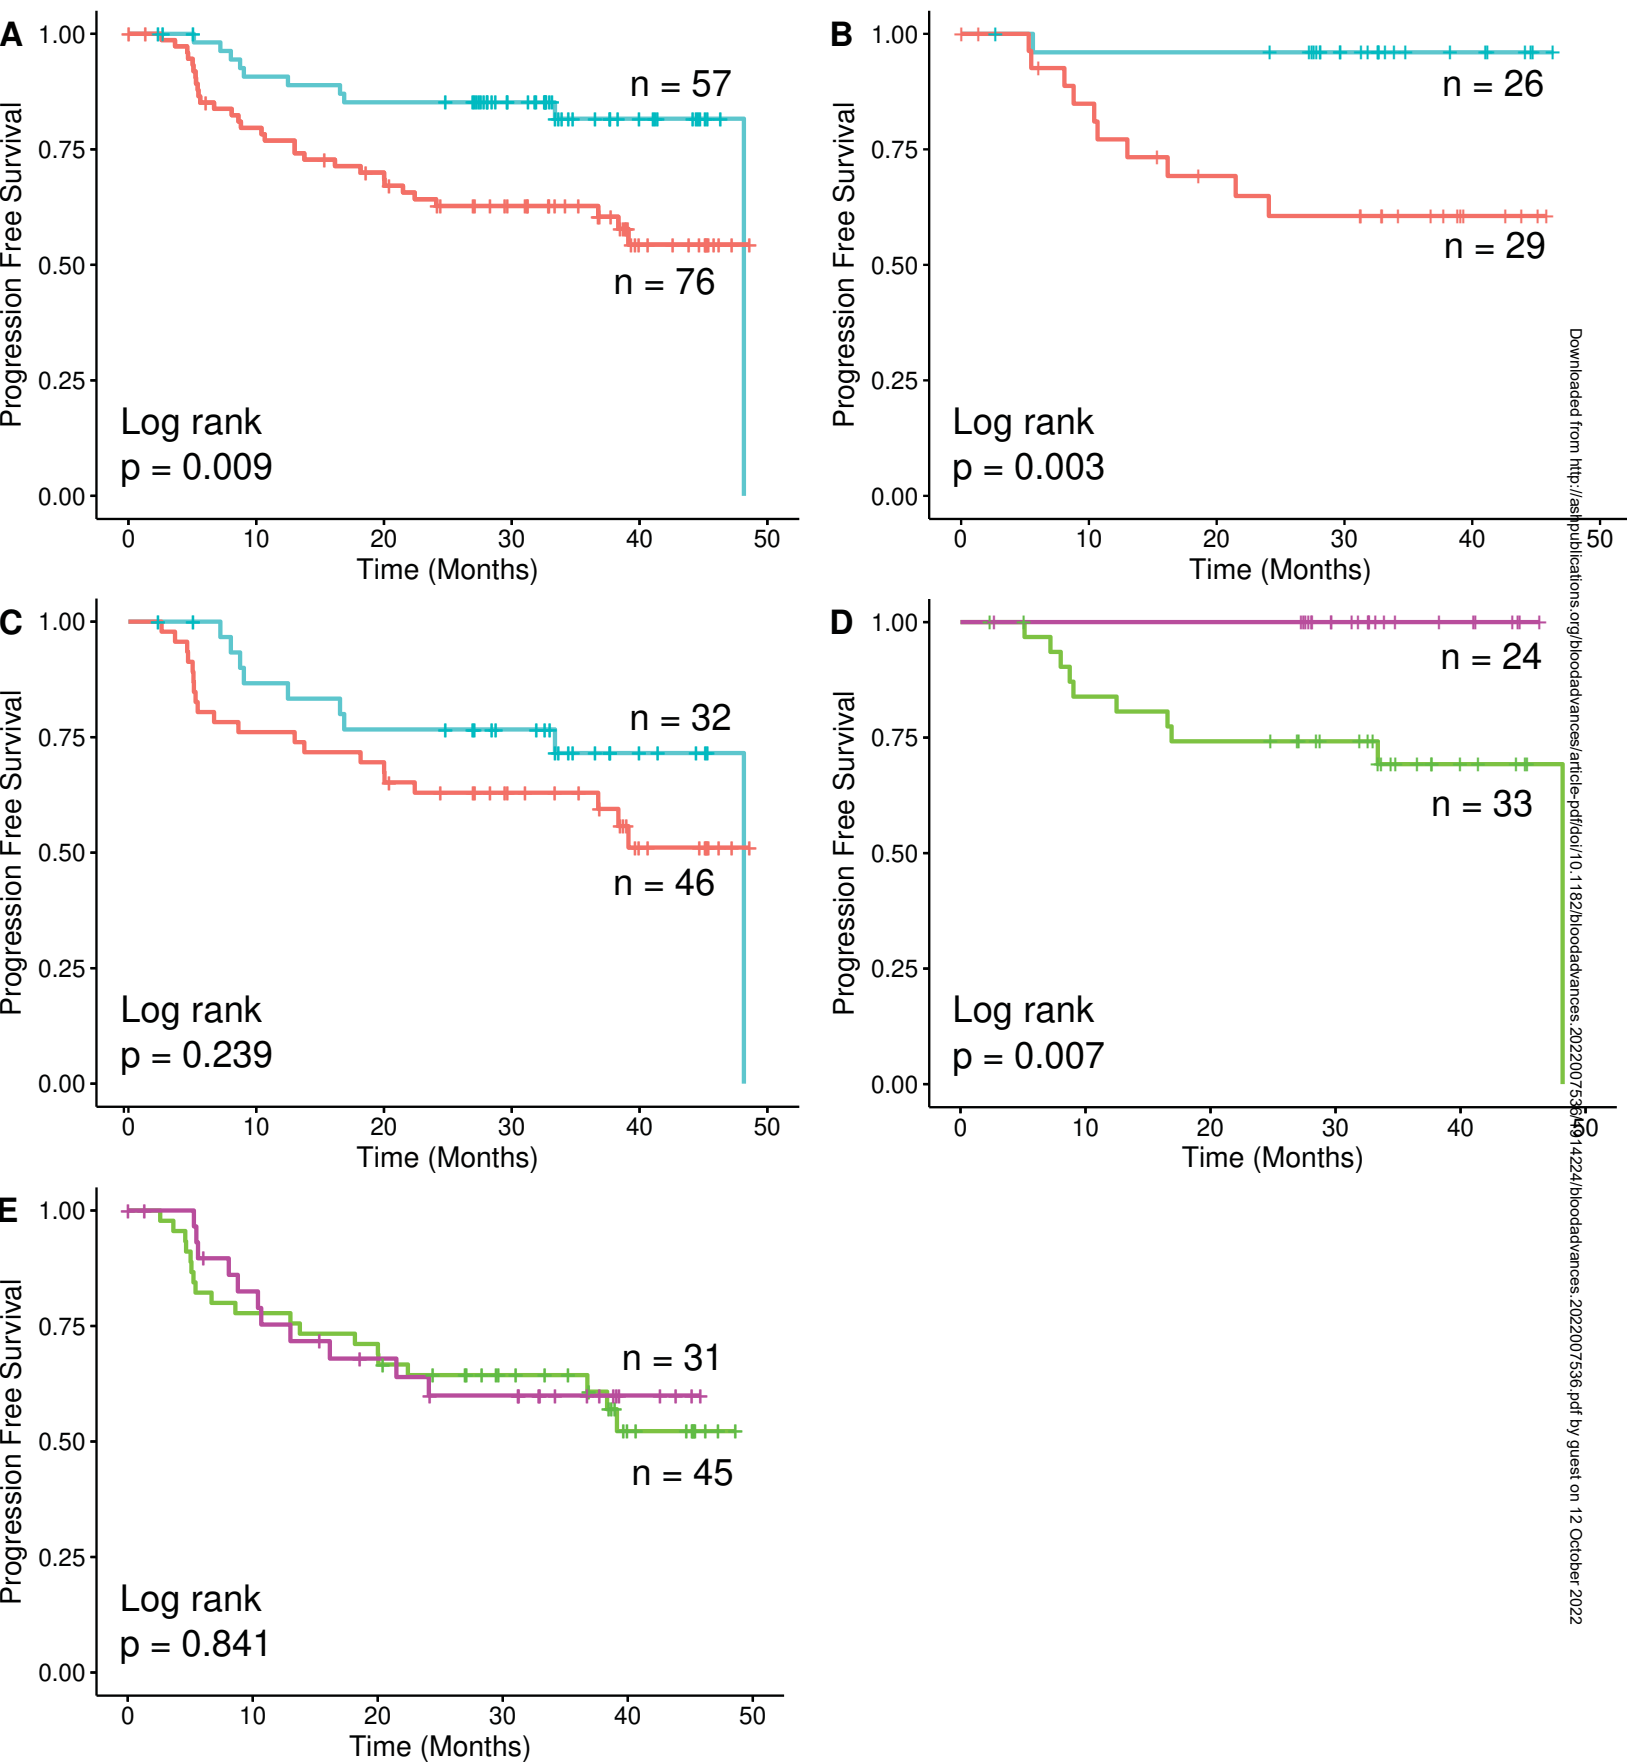 A
Progression Free Survival
1.00
0.75
0.50
0.25
0.00
n = 57
n = 76
Log rank
p = 0.009
0 10 20 30 40 50
Time (Months)
B
Progression Free Survival
1.00
0.75
0.50
0.25
0.00
n = 26
n = 29
Log rank
p = 0.003
0 10 20 30 40 50
Time (Months)
C
Progression Free Survival
1.00
0.75
0.50
0.25
0.00
n = 32
n = 46
Log rank
p = 0.239
0 10 20 30 40 50
Time (Months)
D
Progression Free Survival
1.00
0.75
0.50
0.25
0.00
n = 24
n = 33
Log rank
p = 0.007
0 10 20 30 40 50
Time (Months)
E
Progression Free Survival
1.00
0.75
0.50
0.25
0.00
n = 31
n = 45
Log rank
p = 0.841
0 10 20 30 40 50
Time (Months)
Downloaded from http://ashpublications.org/bloodadvances/article-pdf/doi/10.1182/bloodadvances.2022007536/1914224/bloodadvances.2022007536.pdf by guest on 12 October 2022